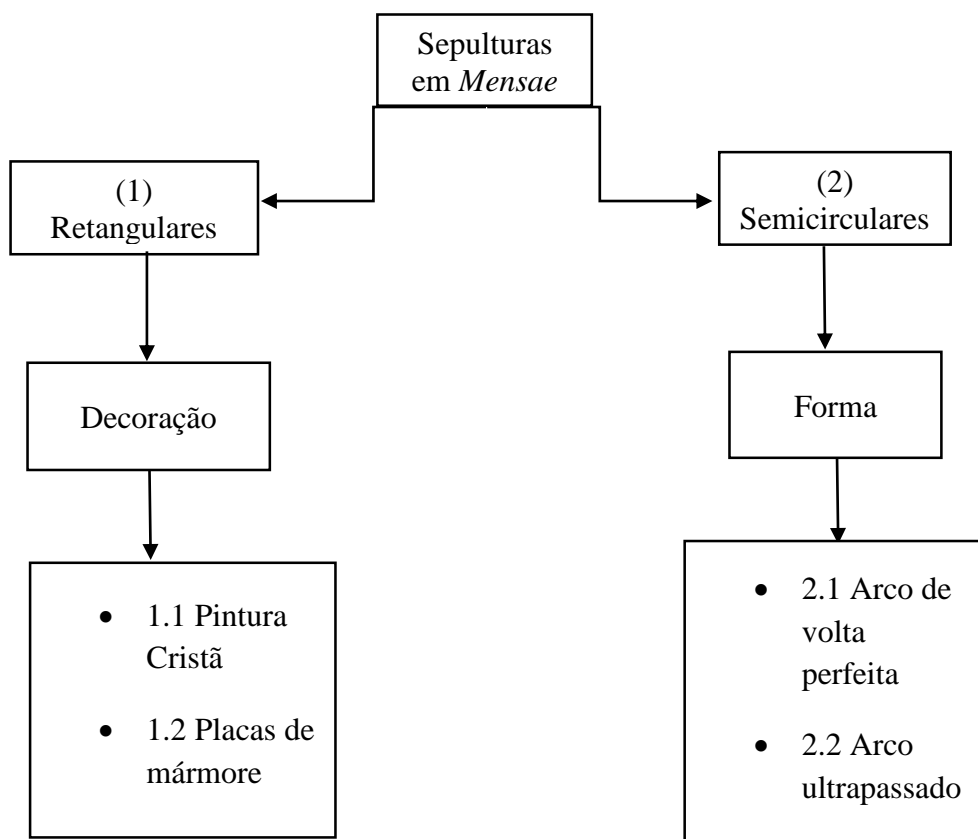 Sepulturas
em Mensae
(1)
Retangulares
(2)
Semicirculares
Decoração
Forma
• 1.1 Pintura
Cristã
• 1.2 Placas de
mármore
• 2.1 Arco de
volta
perfeita
• 2.2 Arco
ultrapassado